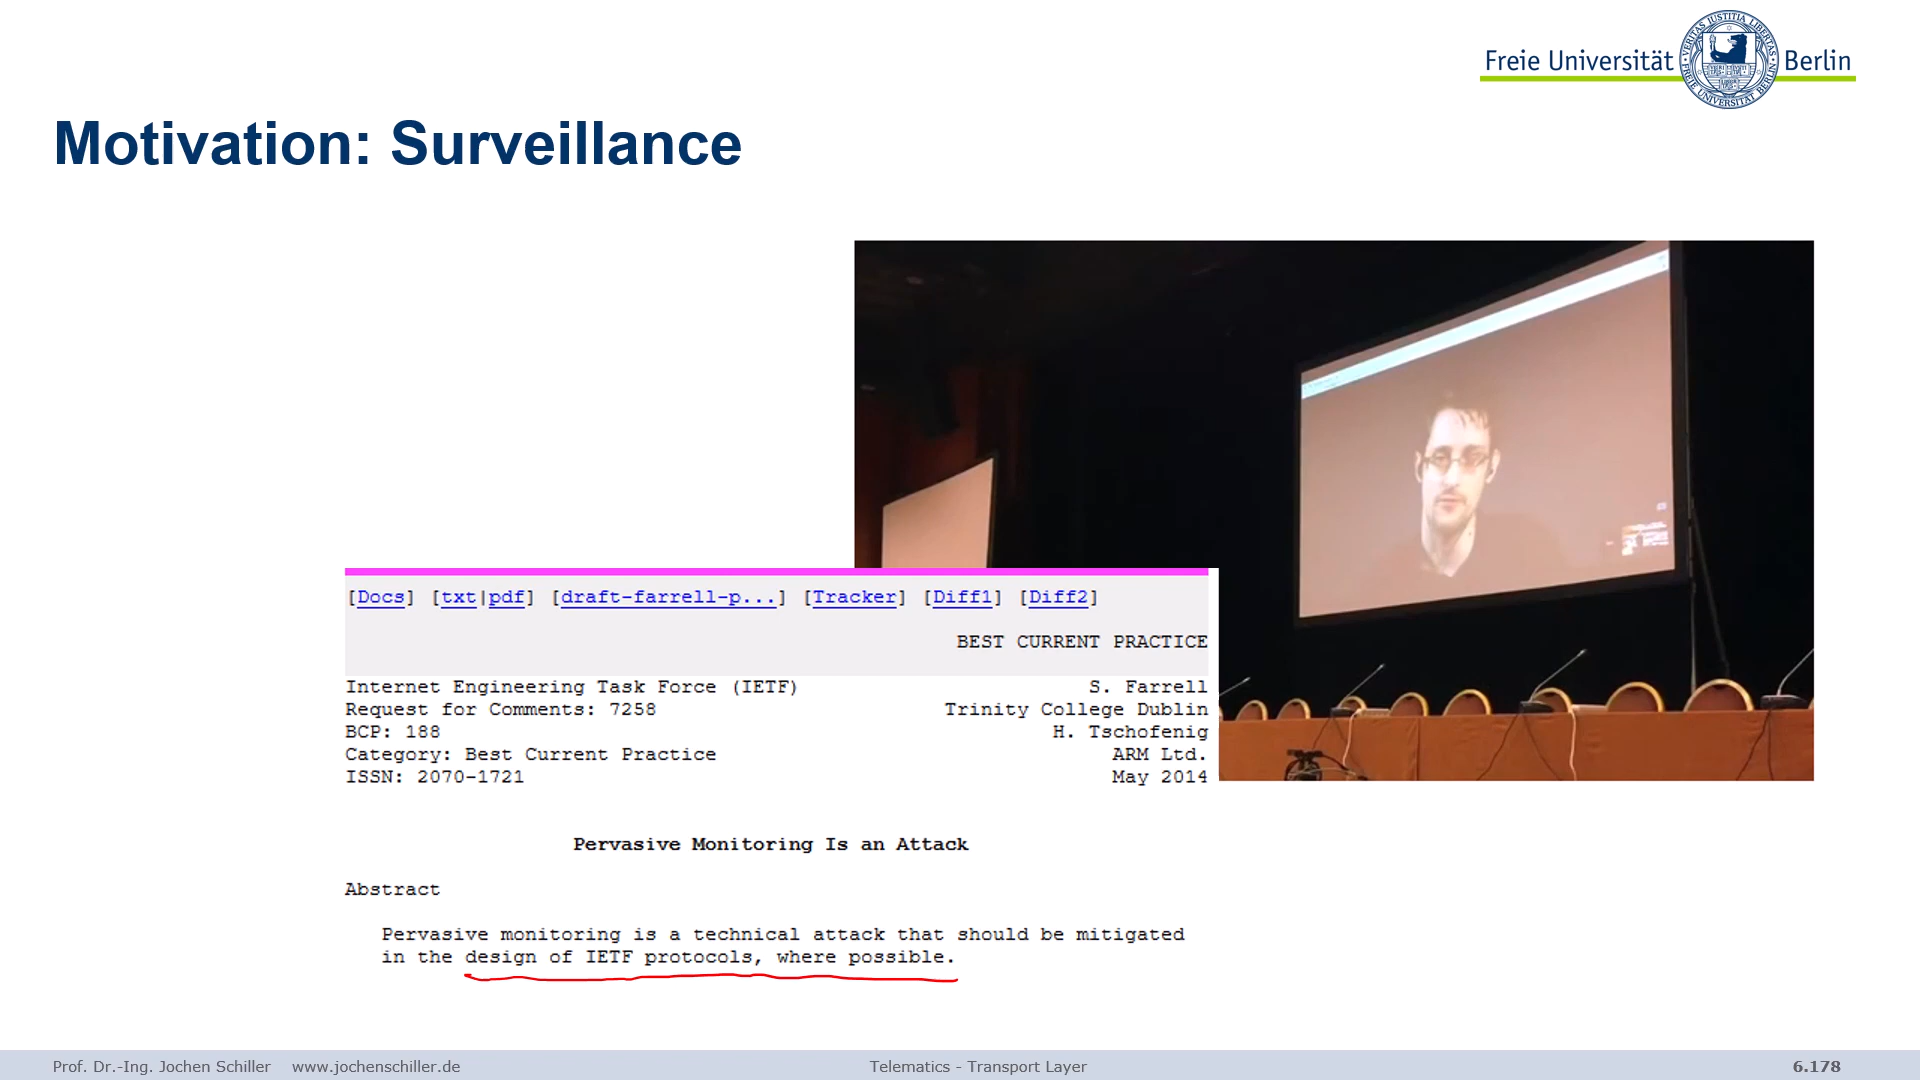 Freie Universität Berlin
Motivation: Surveillance
[Docs] [txt|pdf] [draft-farrell-p...] [Tracker] [Diff1] [Diff2]
BEST CURRENT PRACTICE
Internet Engineering Task Force (IETF) S. Farrell
Request for Comments: 7258 Trinity College Dublin
BCP: 188 H. Tschofenig
Category: Best Current Practice ARM Ltd.
ISSN: 2070-1721 May 2014
Pervasive Monitoring Is an Attack
Abstract
Pervasive monitoring is a technical attack that should be mitigated
in the design of IETF protocols, where possible.
Prof. Dr.-Ing. Jochen Schiller www.jochenschiller.de Telematics - Transport Layer 6.178